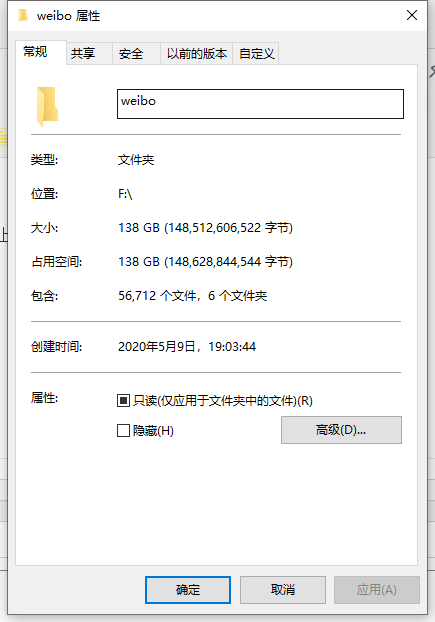 weibo 属性
常规 共享 安全 以前的版本 自定义
weibo
类型: 文件夹
位置: F:\
大小: 138 GB (148,512,606,522 字节)
占用空间: 138 GB (148,628,844,544 字节)
包含: 56,712 个文件，6 个文件夹
创建时间: 2020年5月9日，19:03:44
属性: 只读(仅应用于文件夹中的文件)(R)
隐藏(H) 高级(D)...
确定 取消 应用(A)